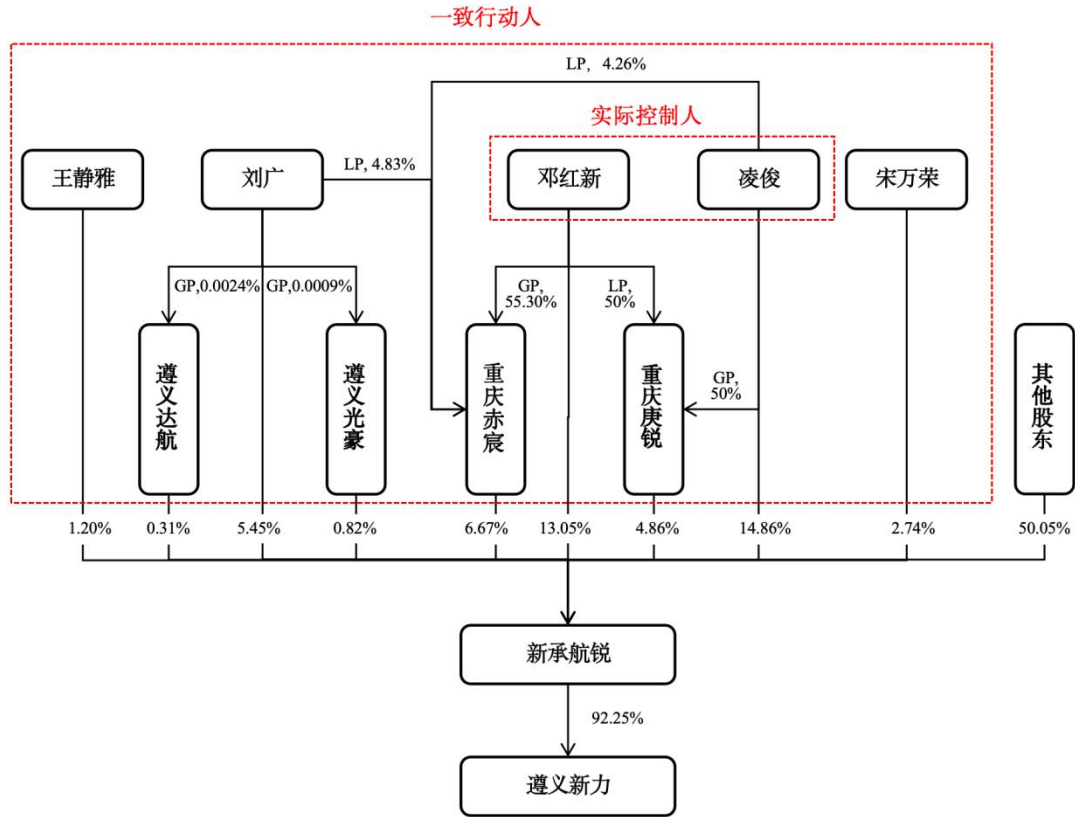 一致行动人
LP, 4.26%
实际控制人
王静雅
刘广
LP, 4.83%
邓红新
凌俊
宋万荣
GP,0.0024%
GP,0.0009%
GP,
55.30%
LP,
50%
遵义达航
遵义光豪
重庆赤宸
重庆庚锐
GP,
50%
其他股东
1.20%
0.31%
5.45%
0.82%
6.67%
13.05%
4.86%
14.86%
2.74%
50.05%
新承航锐
92.25%
遵义新力